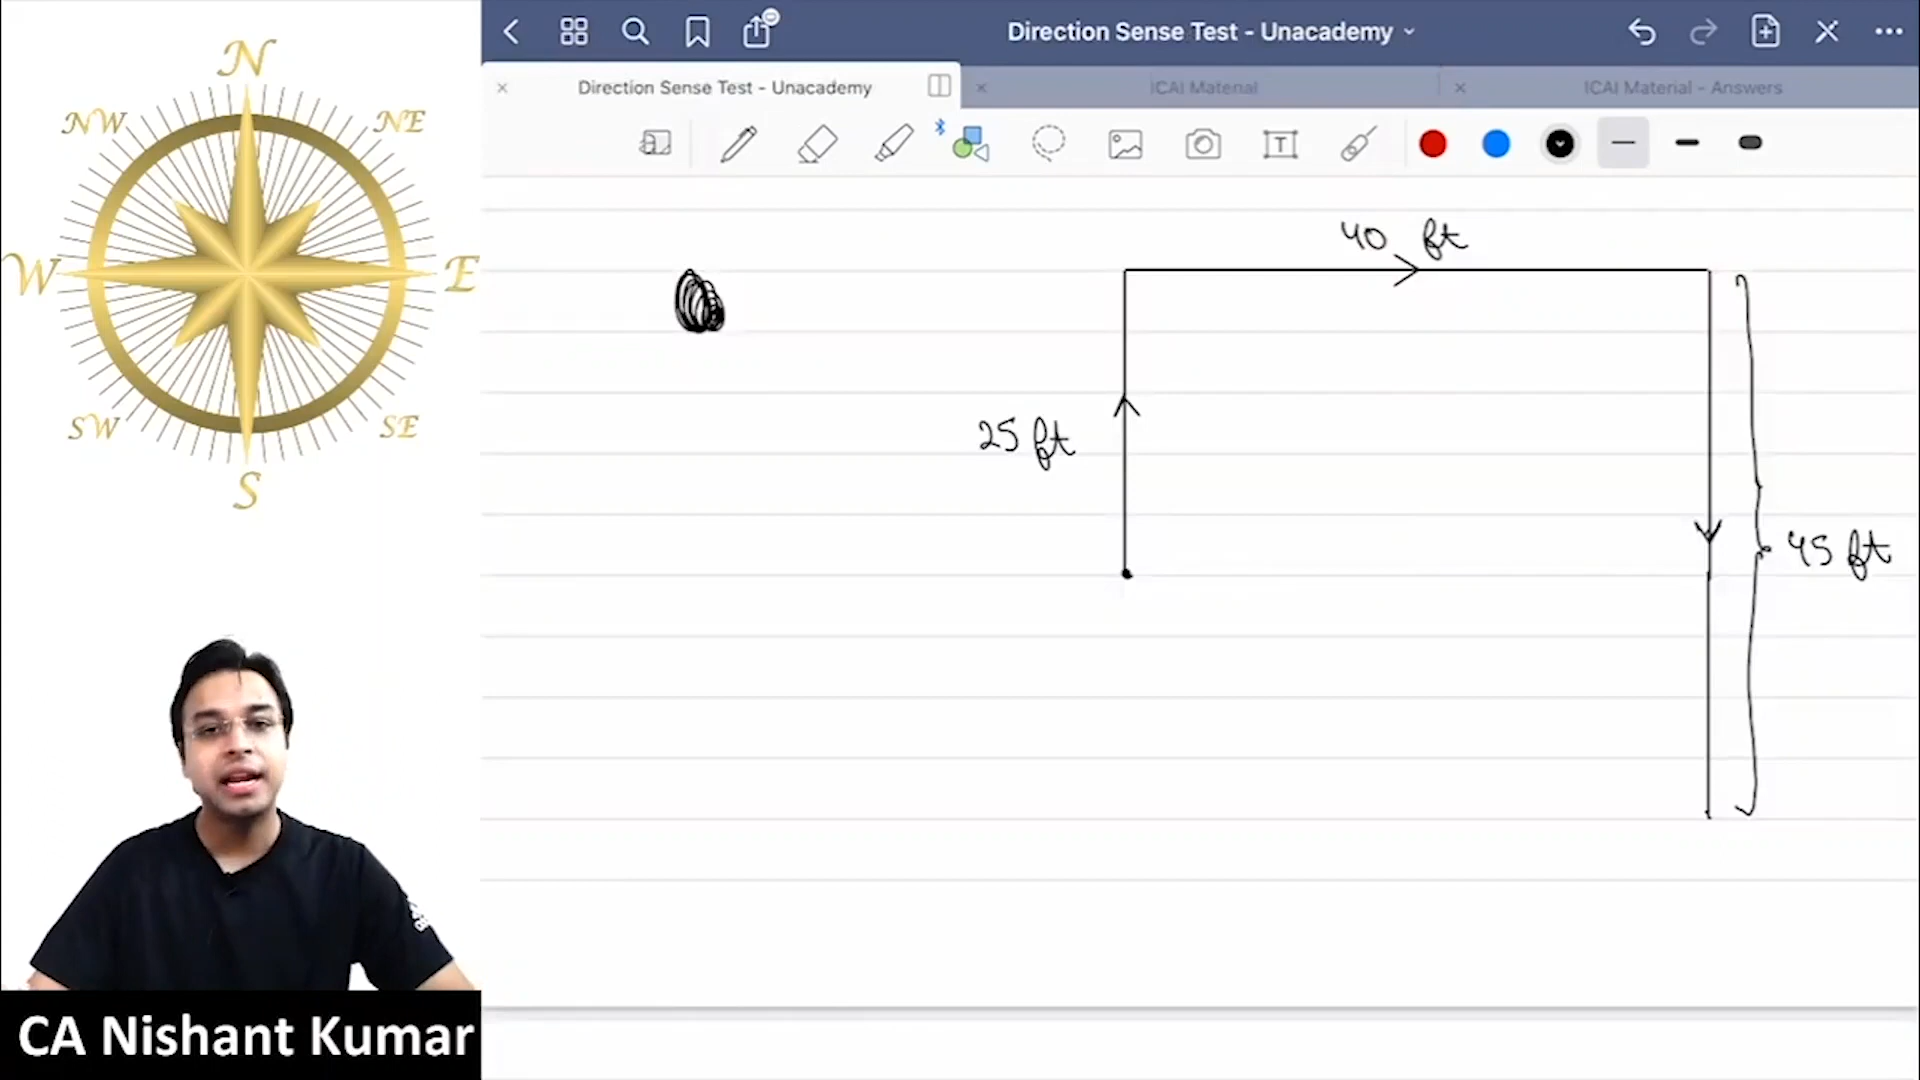 Direction Sense Test - Unacademy
Direction Sense Test - Unacademy
ICAI Material
ICAI Material - Answers
T
N
NW
NE
W
E
SW
SE
S
40 ft
25 ft
45 ft
CA Nishant Kumar